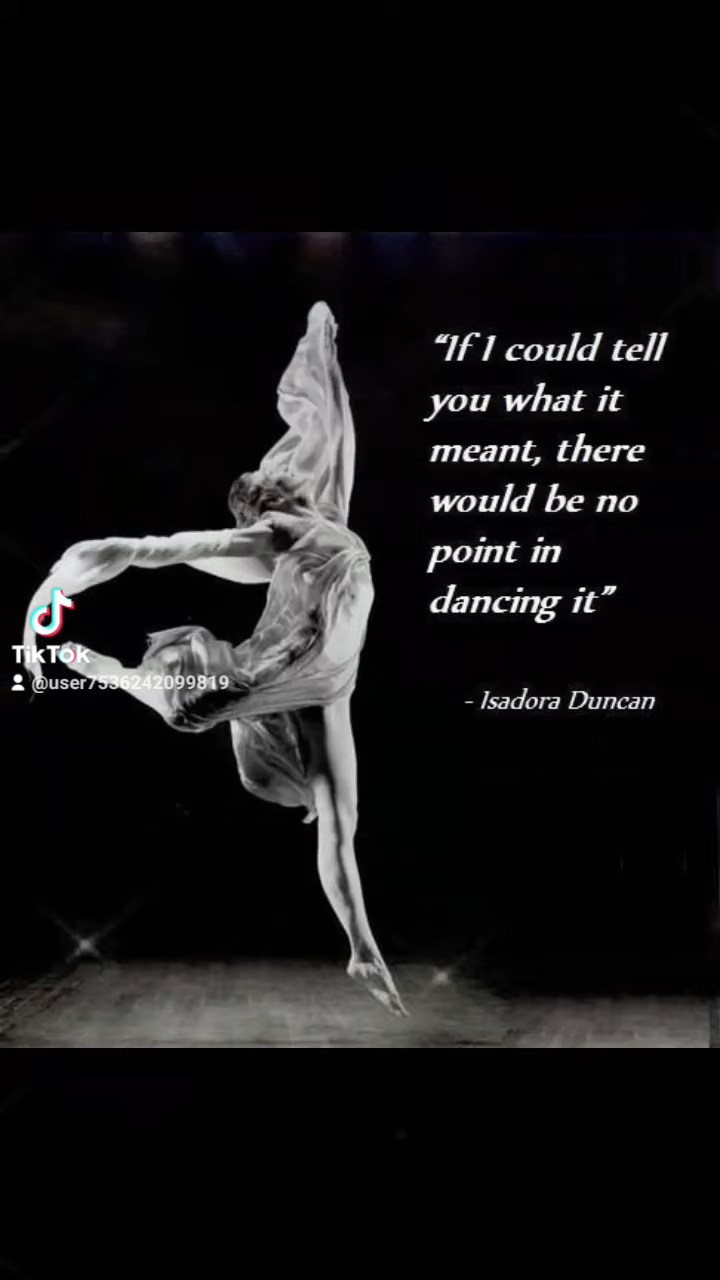 “If I could tell
you what it
meant, there
would be no
point in
dancing it”
- Isadora Duncan
TikTok
@user7536242099819